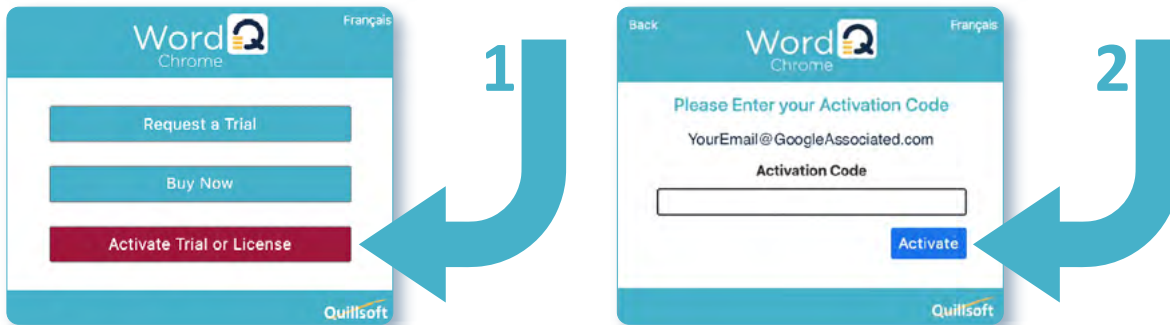 Français
Word Q
Chrome
Request a Trial
Buy Now
Activate Trial or License
Quillsoft
1
Back
Français
Word Q
Chrome
Please Enter your Activation Code
YourEmail@GoogleAssociated.com
Activation Code
Activate
Quillsoft
2